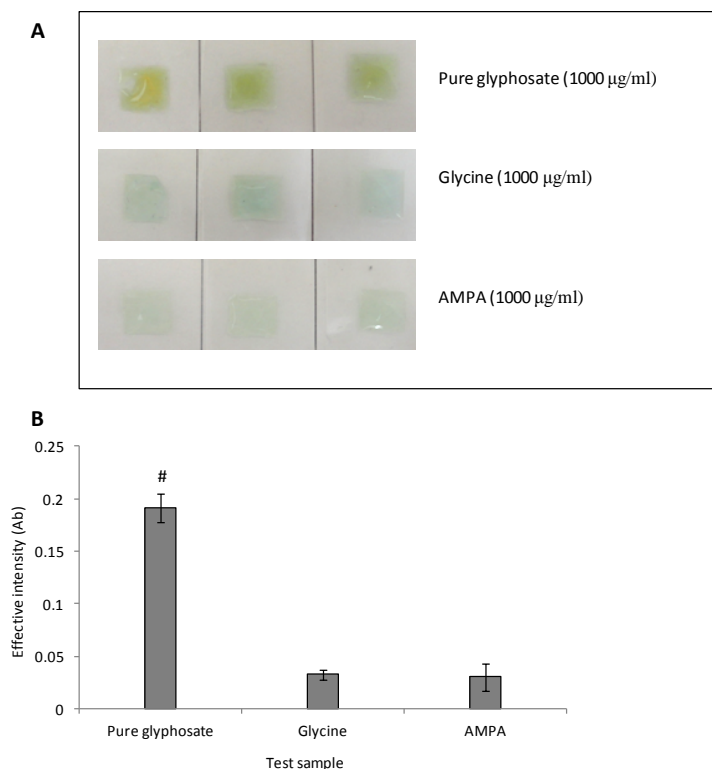 A
Pure glyphosate (1000 μg/ml)
Glycine (1000 μg/ml)
AMPA (1000 μg/ml)
B
Effective intensity (Ab)
0.25
0.2
0.15
0.1
0.05
0
#
Pure glyphosate
Glycine
AMPA
Test sample